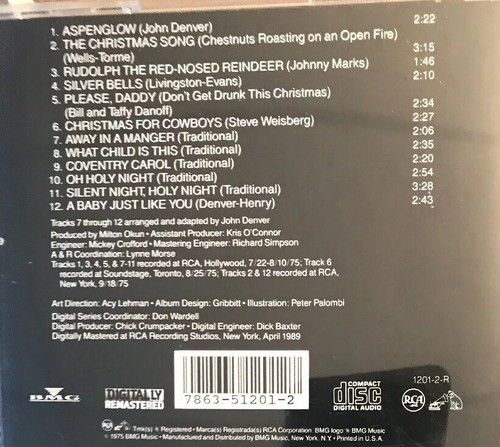 1. ASPENGLOW (John Denver) 2:22
2. THE CHRISTMAS SONG (Chestnuts Roasting on an Open Fire)
(Wells-Torme) 3:15
3. RUDOLPH THE RED-NOSED REINDEER (Johnny Marks) 1:46
4. SILVER BELLS (Livingston-Evans) 2:10
5. PLEASE, DADDY (Don't Get Drunk This Christmas)
(Bill and Taffy Danoff) 2:34
6. CHRISTMAS FOR COWBOYS (Steve Weisberg) 2:27
7. AWAY IN A MANGER (Traditional) 2:06
8. WHAT CHILD IS THIS (Traditional) 2:35
9. COVENTRY CAROL (Traditional) 2:20
10. OH HOLY NIGHT (Traditional) 2:54
11. SILENT NIGHT, HOLY NIGHT (Traditional) 3:28
12. A BABY JUST LIKE YOU (Denver-Henry) 2:43
Tracks 7 through 12 arranged and adapted by John Denver
Produced by Milton Okun • Assistant Producer: Kris O'Connor
Engineer: Mickey Crofford • Mastering Engineer: Richard Simpson
A & R Coordination: Lynne Morse
Tracks 1, 3, 4, 5, & 7-11 recorded at RCA, Hollywood, 7/22-8/10/75; Track 6
recorded at Soundstage, Toronto, 8/25/75; Tracks 2 & 12 recorded at RCA,
New York, 9/18/75
Art Direction: Acy Lehman • Album Design: Gribbitt • Illustration: Peter Palombi
Digital Series Coordinator: Don Wardell
Digital Producer: Chick Crumpacker • Digital Engineer: Dick Baxter
Digitally Mastered at RCA Recording Studios, New York, April 1989
1201-2-R
BMG
DIGITALLY
REMASTERED
7863-51201-2
COMPACT
disc
DIGITAL AUDIO
RCA
Tmk(s) ® Registered • Marca(s) Registrada(s) RCA Corporation. BMG logo ® BMG Music
© 1975 BMG Music • Manufactured and Distributed by BMG Music, New York, N.Y. • Printed in U.S.A.